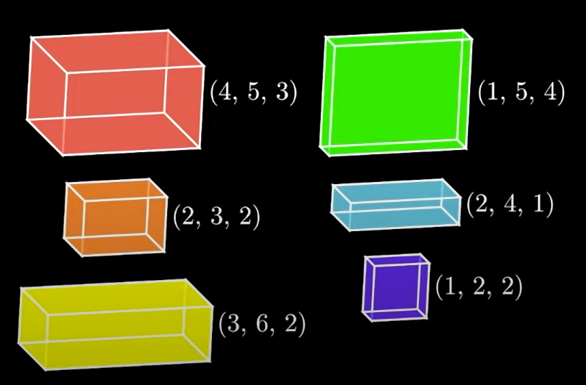 (4, 5, 3)
(1, 5, 4)
(2, 3, 2)
(2, 4, 1)
(1, 2, 2)
(3, 6, 2)